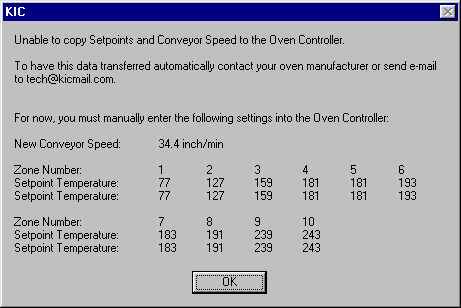 KIC
Unable to copy Setpoints and Conveyor Speed to the Oven Controller.
To have this data transferred automatically contact your oven manufacturer or send e-mail
to tech@kicmail.com.
For now, you must manually enter the following settings into the Oven Controller:
New Conveyor Speed: 34.4 inch/min
Zone Number: 1 2 3 4 5 6
Setpoint Temperature: 77 127 159 181 181 193
Setpoint Temperature: 77 127 159 181 181 193
Zone Number: 7 8 9 10
Setpoint Temperature: 183 191 239 243
Setpoint Temperature: 183 191 239 243
OK